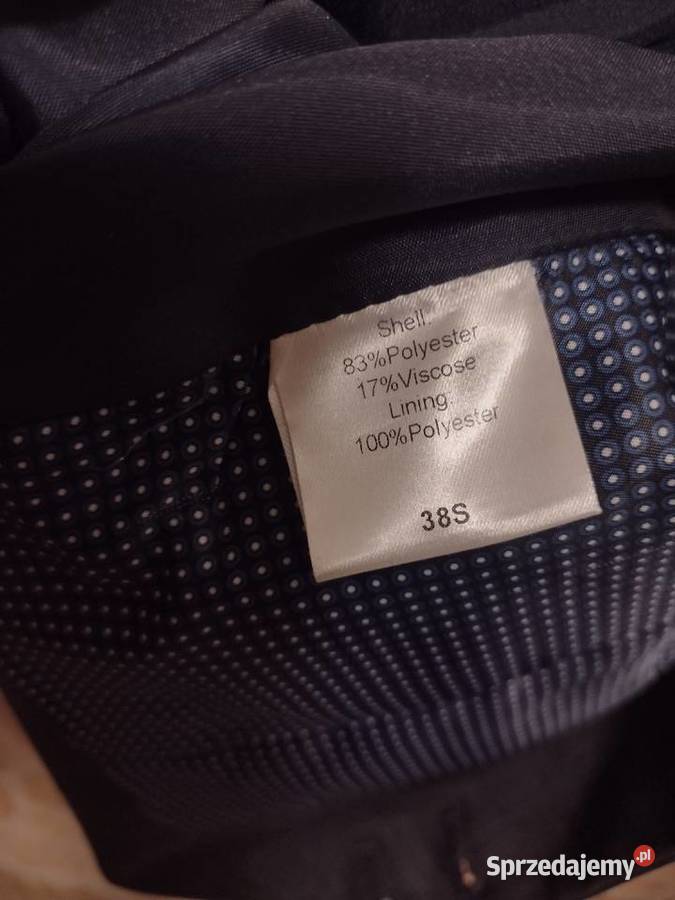 Shell:
83%Polyester
17%Viscose
Lining:
100%Polyester
38S
Sprzedajemy.pl